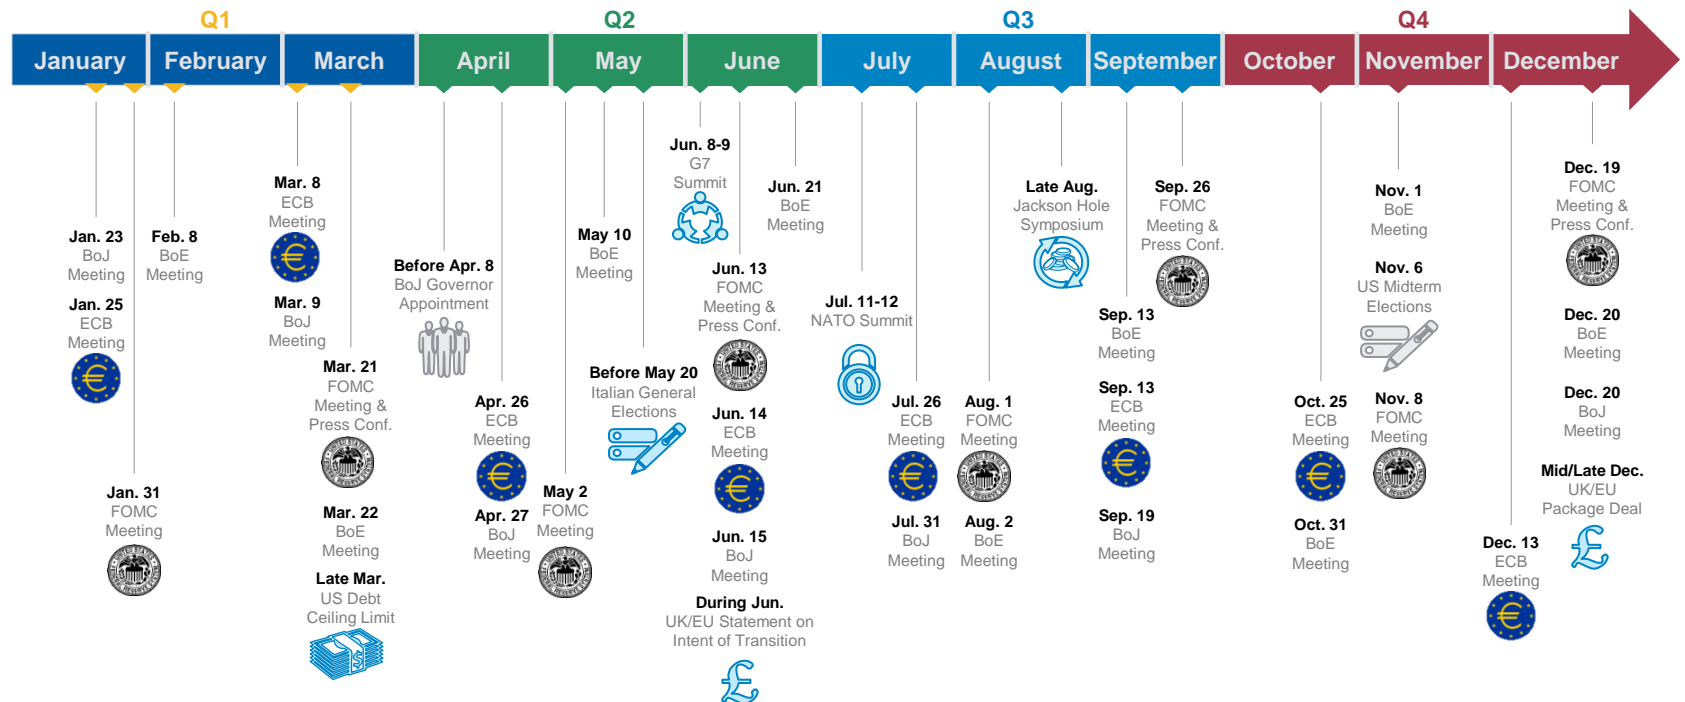 Q1
Q2
Q3
Q4
January
February
March
April
May
June
July
August
September
October
November
December
Jan. 23
BoJ
Meeting
Jan. 25
ECB
Meeting
Jan. 31
FOMC
Meeting
Feb. 8
BoE
Meeting
Mar. 8
ECB
Meeting
Mar. 9
BoJ
Meeting
Mar. 21
FOMC
Meeting &
Press Conf.
Mar. 22
BoE
Meeting
Late Mar.
US Debt
Ceiling Limit
Before Apr. 8
BoJ Governor
Appointment
Apr. 26
ECB
Meeting
Apr. 27
BoJ
Meeting
May 2
FOMC
Meeting
May 10
BoE
Meeting
Before May 20
Italian General
Elections
Jun. 8-9
G7
Summit
Jun. 13
FOMC
Meeting &
Press Conf.
Jun. 14
ECB
Meeting
Jun. 15
BoJ
Meeting
During Jun.
UK/EU Statement on
Intent of Transition
Jun. 21
BoE
Meeting
Jul. 11-12
NATO Summit
Jul. 26
ECB
Meeting
Jul. 31
BoJ
Meeting
Aug. 1
FOMC
Meeting
Aug. 2
BoE
Meeting
Late Aug.
Jackson Hole
Symposium
Sep. 13
BoE
Meeting
Sep. 13
ECB
Meeting
Sep. 19
BoJ
Meeting
Sep. 26
FOMC
Meeting &
Press Conf.
Oct. 25
ECB
Meeting
Oct. 31
BoE
Meeting
Nov. 1
BoE
Meeting
Nov. 6
US Midterm
Elections
Nov. 8
FOMC
Meeting
Dec. 13
ECB
Meeting
Dec. 19
FOMC
Meeting &
Press Conf.
Dec. 20
BoE
Meeting
Dec. 20
BoJ
Meeting
Mid/Late Dec.
UK/EU
Package Deal